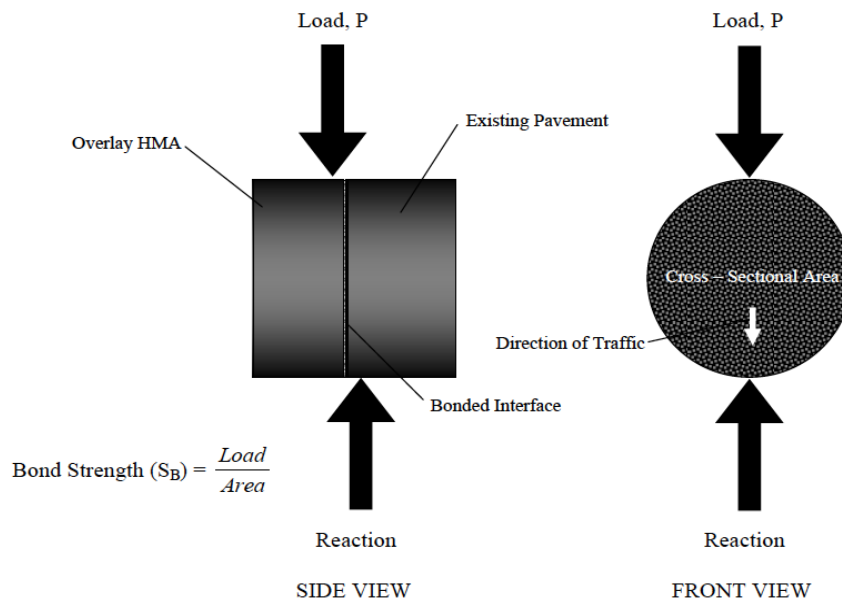 Load, P
Load, P
Overlay HMA
Existing Pavement
Cross – Sectional Area
Direction of Traffic
Bonded Interface
Bond Strength (S_B) = Load / Area
Reaction
Reaction
SIDE VIEW
FRONT VIEW